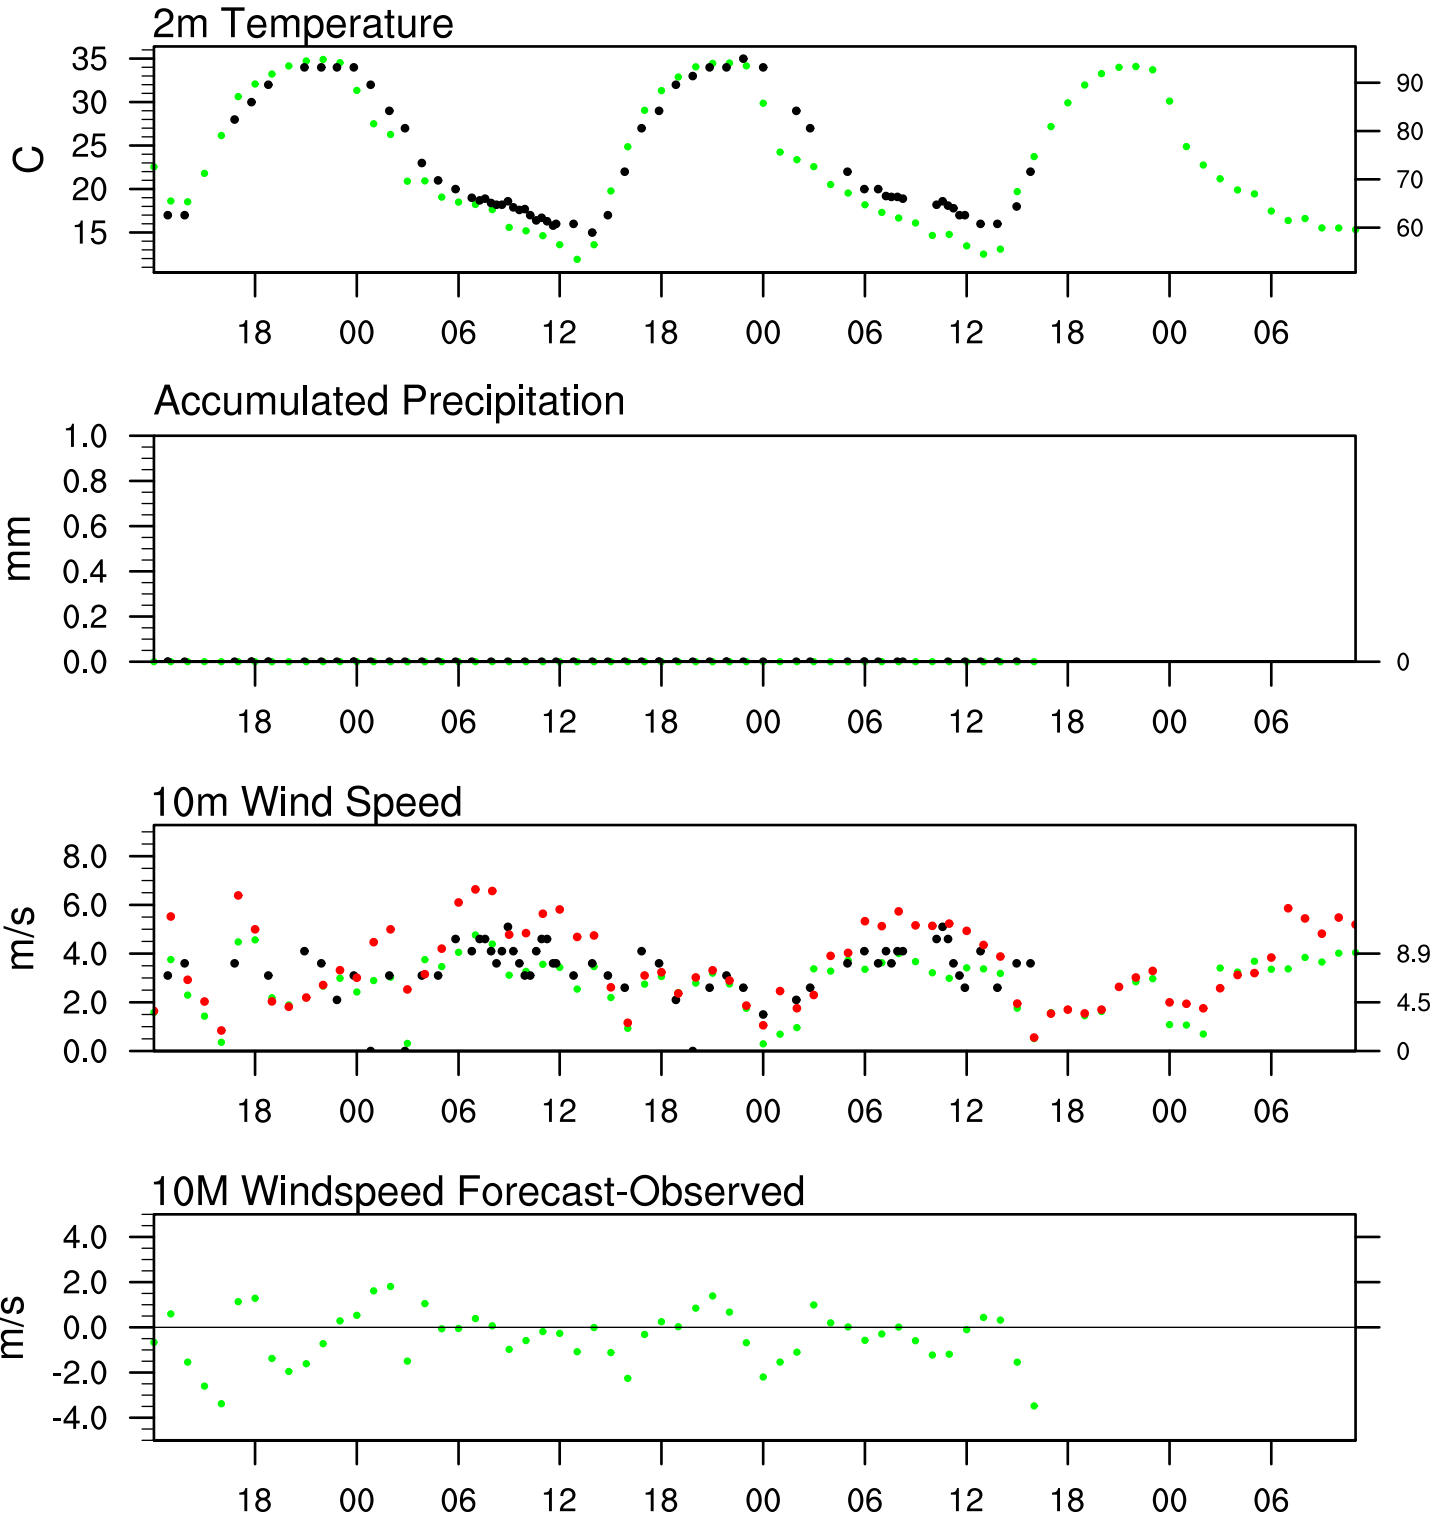 2m Temperature
35
30
25
20
15
C
90
80
70
60
18 00 06 12 18 00 06 12 18 00 06
Accumulated Precipitation
1.0
0.8
0.6
0.4
0.2
0.0
mm
0
18 00 06 12 18 00 06 12 18 00 06
10m Wind Speed
8.0
6.0
4.0
2.0
0.0
m/s
8.9
4.5
0
18 00 06 12 18 00 06 12 18 00 06
10M Windspeed Forecast-Observed
4.0
2.0
0.0
-2.0
-4.0
m/s
18 00 06 12 18 00 06 12 18 00 06